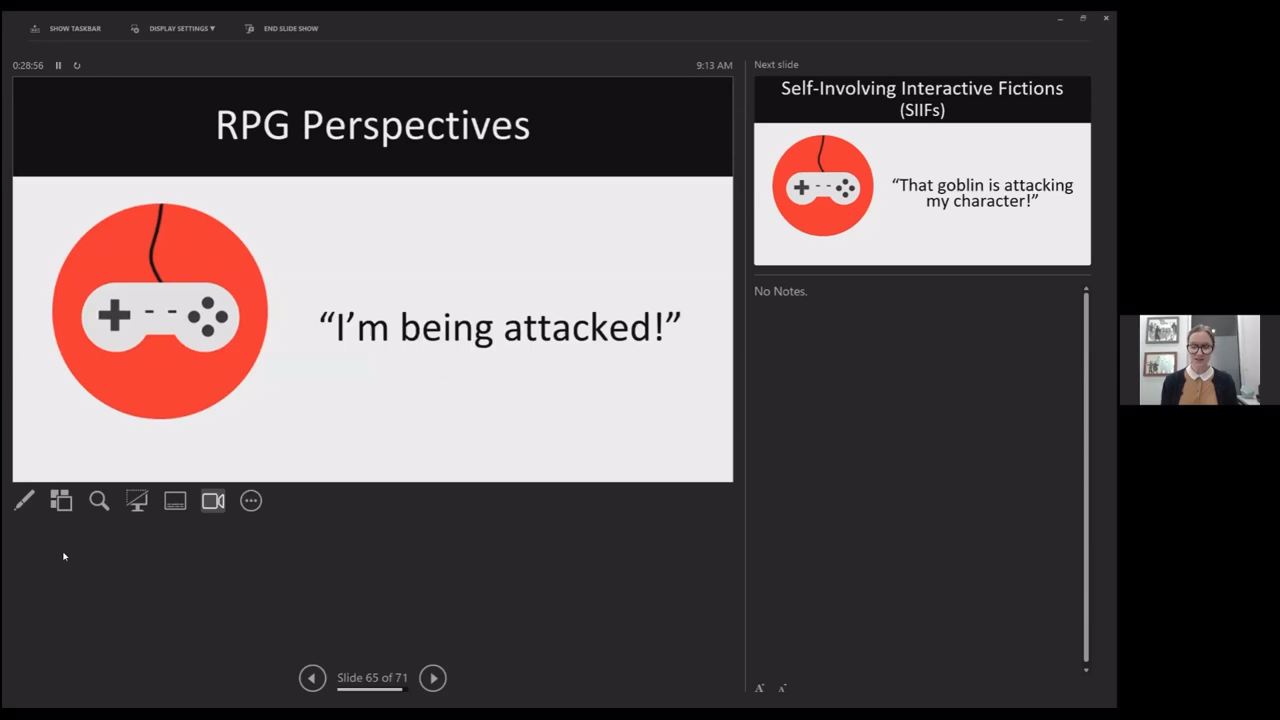 SHOW TASKBAR
DISPLAY SETTINGS ▼
END SLIDE SHOW
0:28:56
9:13 AM
RPG Perspectives
“I’m being attacked!”
Slide 65 of 71
Next slide
Self-Involving Interactive Fictions
(SIIFs)
“That goblin is attacking
my character!”
No Notes.
A A